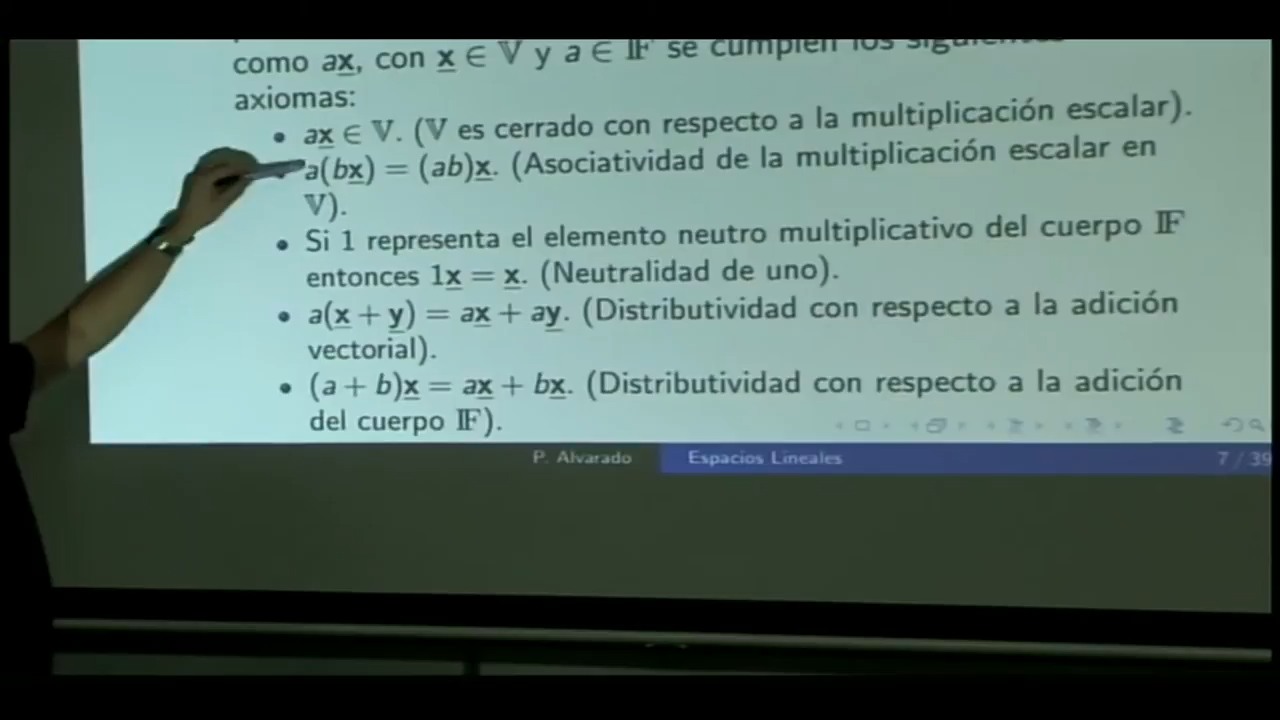 como ax, con x ∈ V y a ∈ F se cumplen los siguientes
axiomas:
• ax ∈ V. (V es cerrado con respecto a la multiplicación escalar).
a(bx) = (ab)x. (Asociatividad de la multiplicación escalar en
V).
• Si 1 representa el elemento neutro multiplicativo del cuerpo F
entonces 1x = x. (Neutralidad de uno).
• a(x + y) = ax + ay. (Distributividad con respecto a la adición
vectorial).
• (a + b)x = ax + bx. (Distributividad con respecto a la adición
del cuerpo F).
P. Alvarado Espacios Lineales 7 / 39